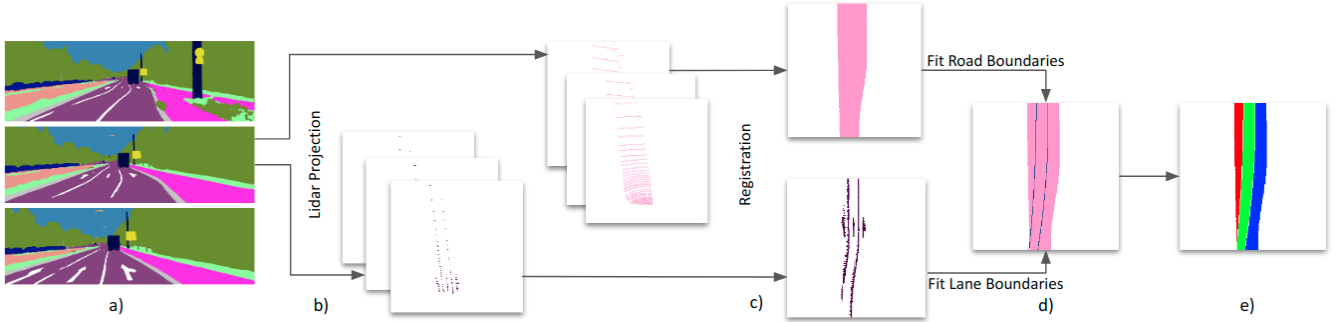 Fit Road Boundaries
Lidar Projection
Registration
Fit Lane Boundaries
a)
b)
c)
d)
e)